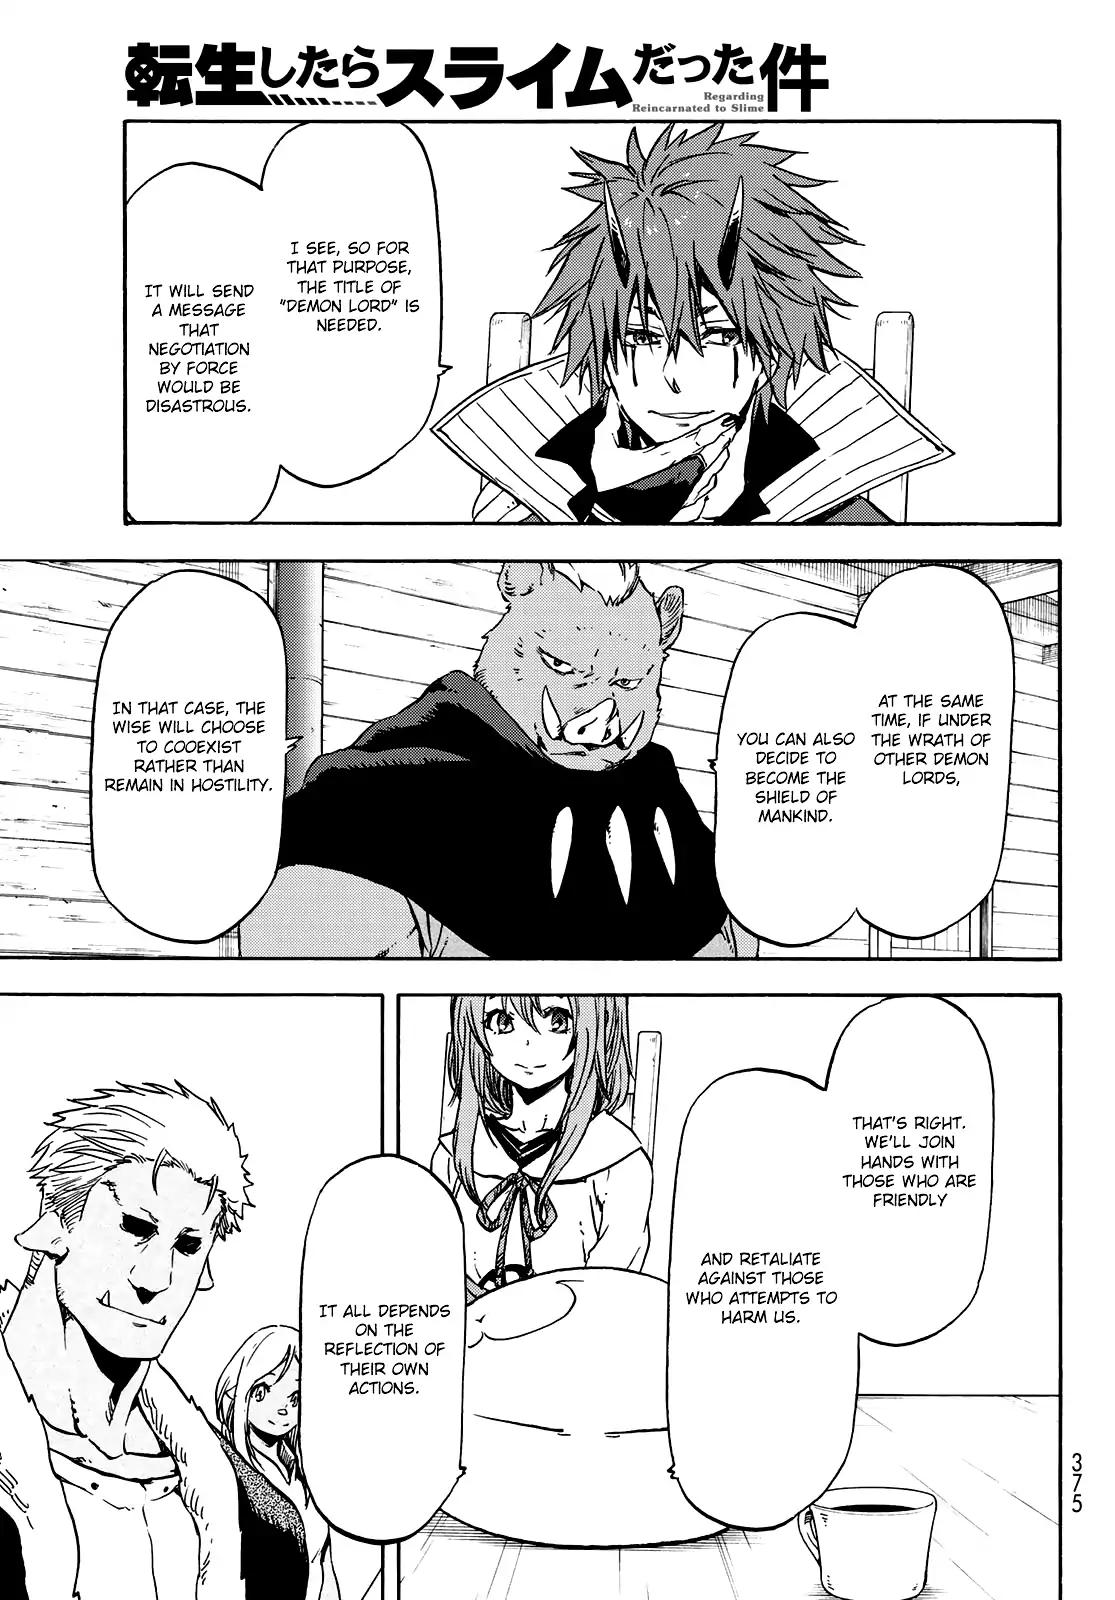 転生したらスライムだった件
Regarding
Reincarnated to Slime
I SEE, SO FOR
THAT PURPOSE,
THE TITLE OF
"DEMON LORD" IS
NEEDED.
IT WILL SEND
A MESSAGE
THAT
NEGOTIATION
BY FORCE
WOULD BE
DISASTROUS.
AT THE SAME
TIME, IF UNDER
THE WRATH OF
OTHER DEMON
LORDS,
YOU CAN ALSO
DECIDE TO
BECOME THE
SHIELD OF
MANKIND.
IN THAT CASE, THE
WISE WILL CHOOSE
TO COOEXIST
RATHER THAN
REMAIN IN HOSTILITY.
THAT'S RIGHT.
WE'LL JOIN
HANDS WITH
THOSE WHO ARE
FRIENDLY
AND RETALIATE
AGAINST THOSE
WHO ATTEMPTS TO
HARM US.
IT ALL DEPENDS
ON THE
REFLECTION OF
THEIR OWN
ACTIONS.
375